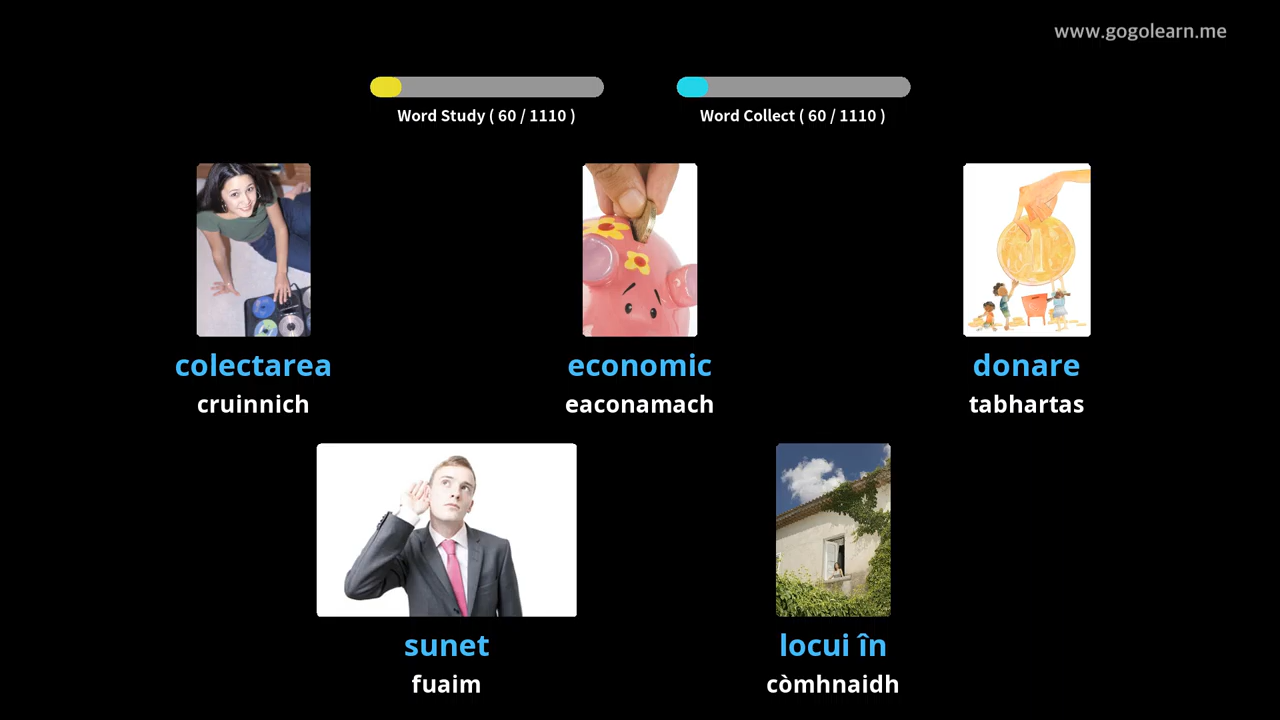 www.gogolearn.me
Word Study ( 60 / 1110 )
Word Collect ( 60 / 1110 )
colectarea
cruinnich
economic
eaconamach
donare
tabhartas
sunet
fuaim
locui în
còmhnaidh